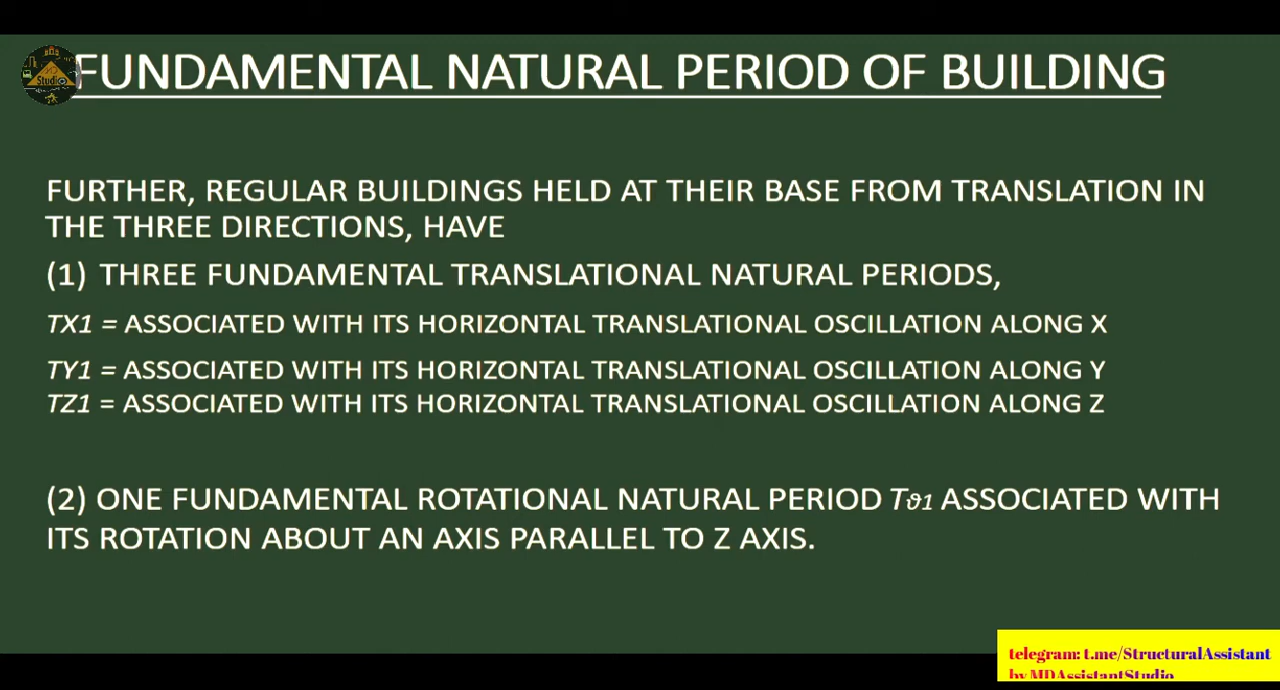 Studio
FUNDAMENTAL NATURAL PERIOD OF BUILDING
FURTHER, REGULAR BUILDINGS HELD AT THEIR BASE FROM TRANSLATION IN
THE THREE DIRECTIONS, HAVE
(1) THREE FUNDAMENTAL TRANSLATIONAL NATURAL PERIODS,
TX1 = ASSOCIATED WITH ITS HORIZONTAL TRANSLATIONAL OSCILLATION ALONG X
TY1 = ASSOCIATED WITH ITS HORIZONTAL TRANSLATIONAL OSCILLATION ALONG Y
TZ1 = ASSOCIATED WITH ITS HORIZONTAL TRANSLATIONAL OSCILLATION ALONG Z
(2) ONE FUNDAMENTAL ROTATIONAL NATURAL PERIOD Tϑ1 ASSOCIATED WITH
ITS ROTATION ABOUT AN AXIS PARALLEL TO Z AXIS.
telegram: t.me/StructuralAssistant
by MDAssistantStudio